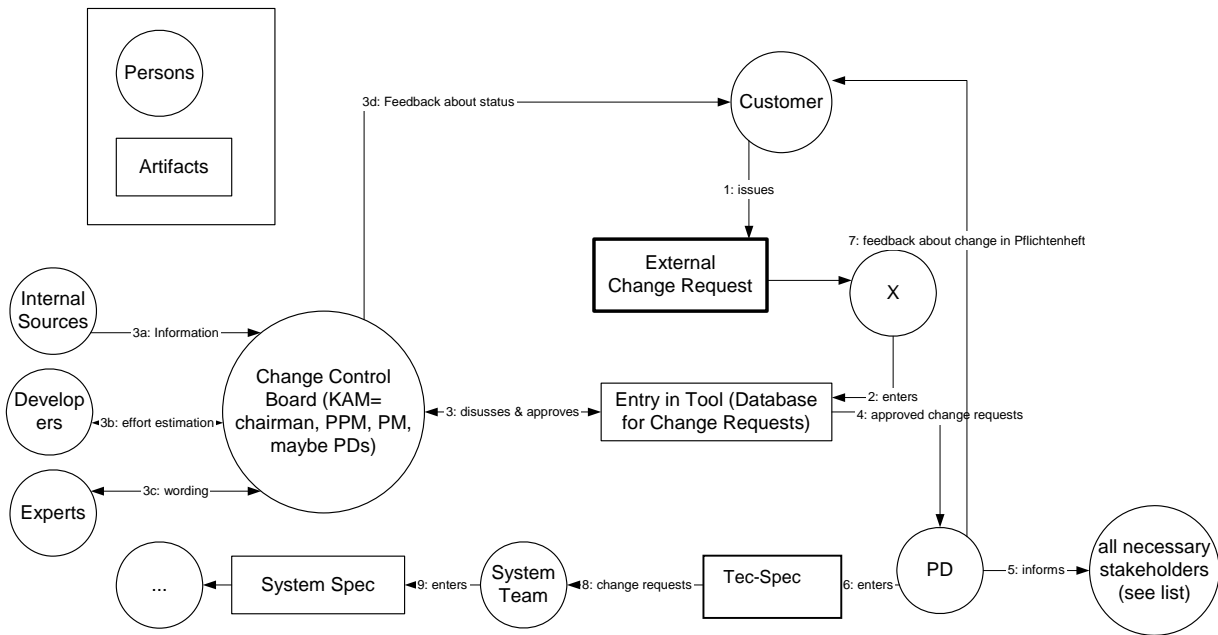 Persons
Artifacts
3d: Feedback about status
Customer
1: issues
7: feedback about change in Pflichtenheft
External
Change Request
X
Internal
Sources
3a: Information
Change Control
Board (KAM=
chairman, PPM, PM,
maybe PDs)
Develop
ers
3b: effort estimation
3: disusses & approves
Entry in Tool (Database
for Change Requests)
2: enters
4: approved change requests
Experts
3c: wording
...
System Spec
9: enters
System
Team
8: change requests
Tec-Spec
6: enters
PD
5: informs
all necessary
stakeholders
(see list)